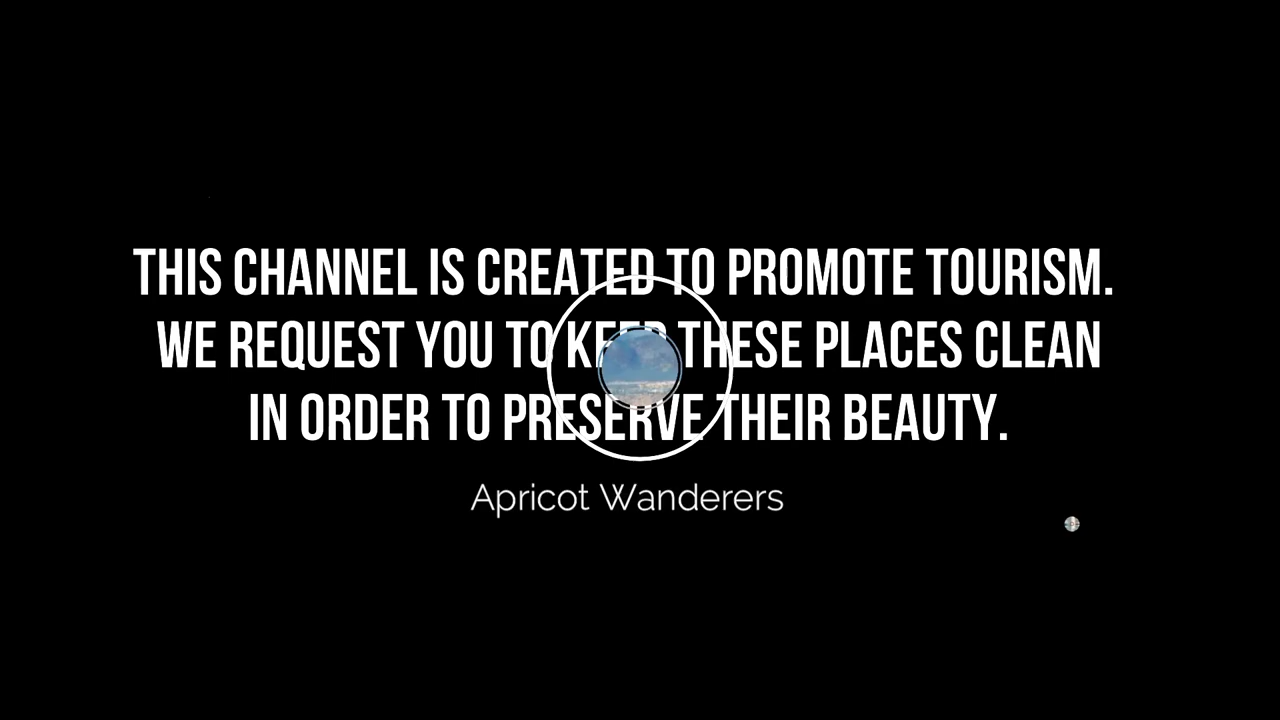 THIS CHANNEL IS CREATED TO PROMOTE TOURISM.
WE REQUEST YOU TO KEEP THESE PLACES CLEAN
IN ORDER TO PRESERVE THEIR BEAUTY.
Apricot Wanderers